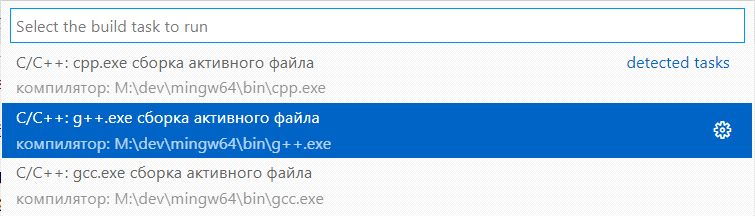 Select the build task to run
C/C++: cpp.exe сборка активного файла detected tasks
компилятор: M:\dev\mingw64\bin\cpp.exe
C/C++: g++.exe сборка активного файла
компилятор: M:\dev\mingw64\bin\g++.exe
C/C++: gcc.exe сборка активного файла
компилятор: M:\dev\mingw64\bin\gcc.exe